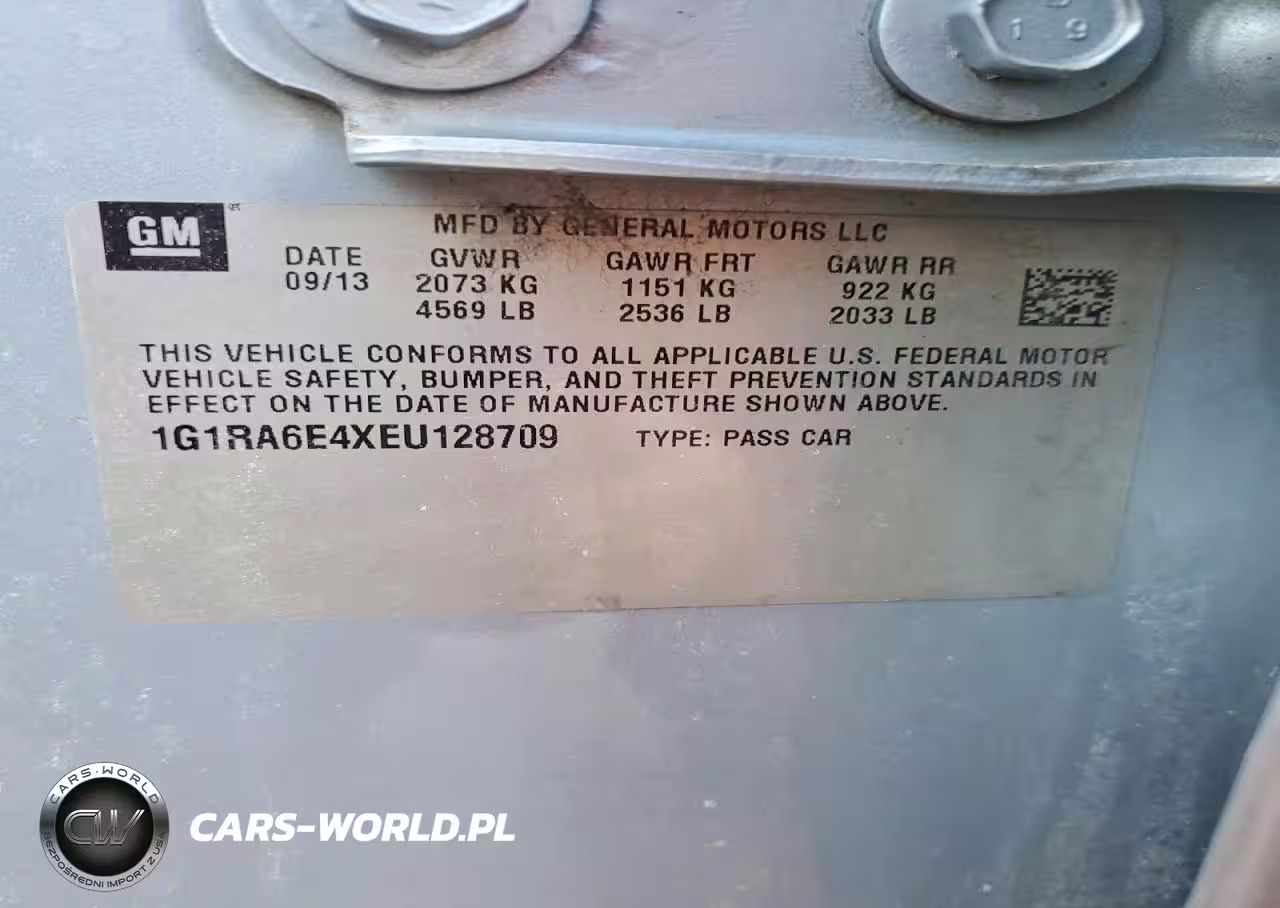 1 9
GM
MFD BY GENERAL MOTORS LLC
DATE GVWR GAWR FRT GAWR RR
09/13 2073 KG 1151 KG 922 KG
4569 LB 2536 LB 2033 LB
THIS VEHICLE CONFORMS TO ALL APPLICABLE U.S. FEDERAL MOTOR
VEHICLE SAFETY, BUMPER, AND THEFT PREVENTION STANDARDS IN
EFFECT ON THE DATE OF MANUFACTURE SHOWN ABOVE.
1G1RA6E4XEU128709 TYPE: PASS CAR
CARS-WORLD
CW
BEZPOŚREDNI IMPORT Z USA
CARS-WORLD.PL